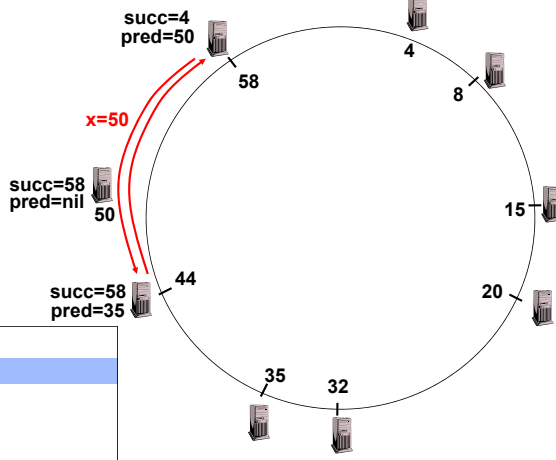 succ=4
pred=50
4
58
8
x=50
succ=58
pred=nil
50
15
44
20
succ=58
pred=35
35
32